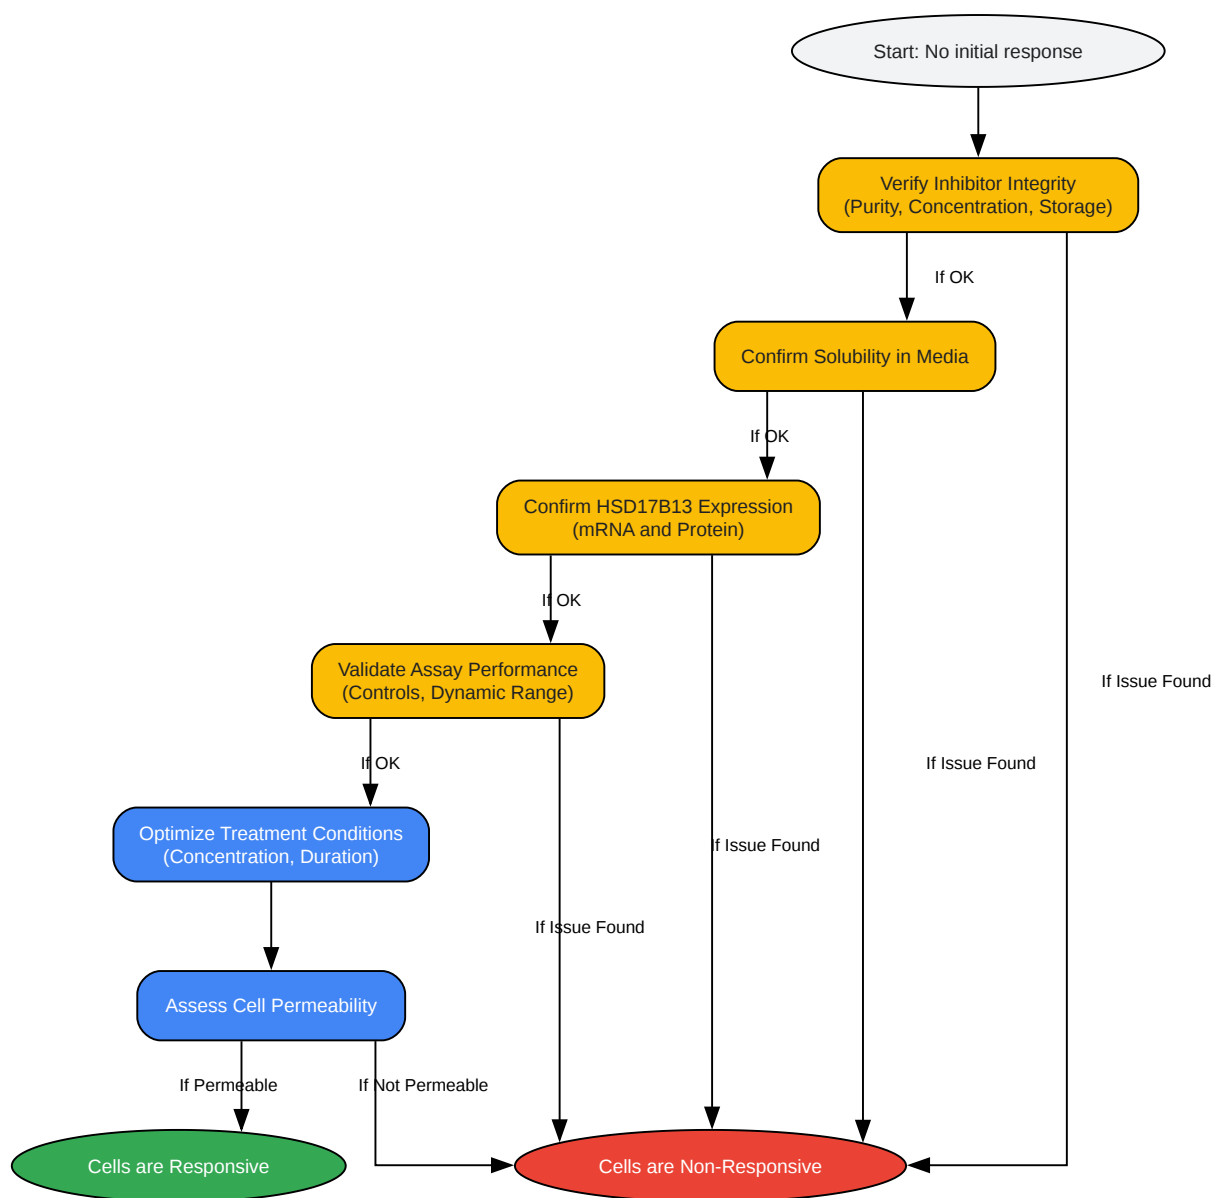 Start: No initial response
Verify Inhibitor Integrity
(Purity, Concentration, Storage)
If OK
Confirm Solubility in Media
If OK
Confirm HSD17B13 Expression
(mRNA and Protein)
If OK
Validate Assay Performance
(Controls, Dynamic Range)
If Issue Found
If OK
If Issue Found
Optimize Treatment Conditions
(Concentration, Duration)
If Issue Found
If Issue Found
Assess Cell Permeability
If Permeable
If Not Permeable
Cells are Responsive
Cells are Non-Responsive